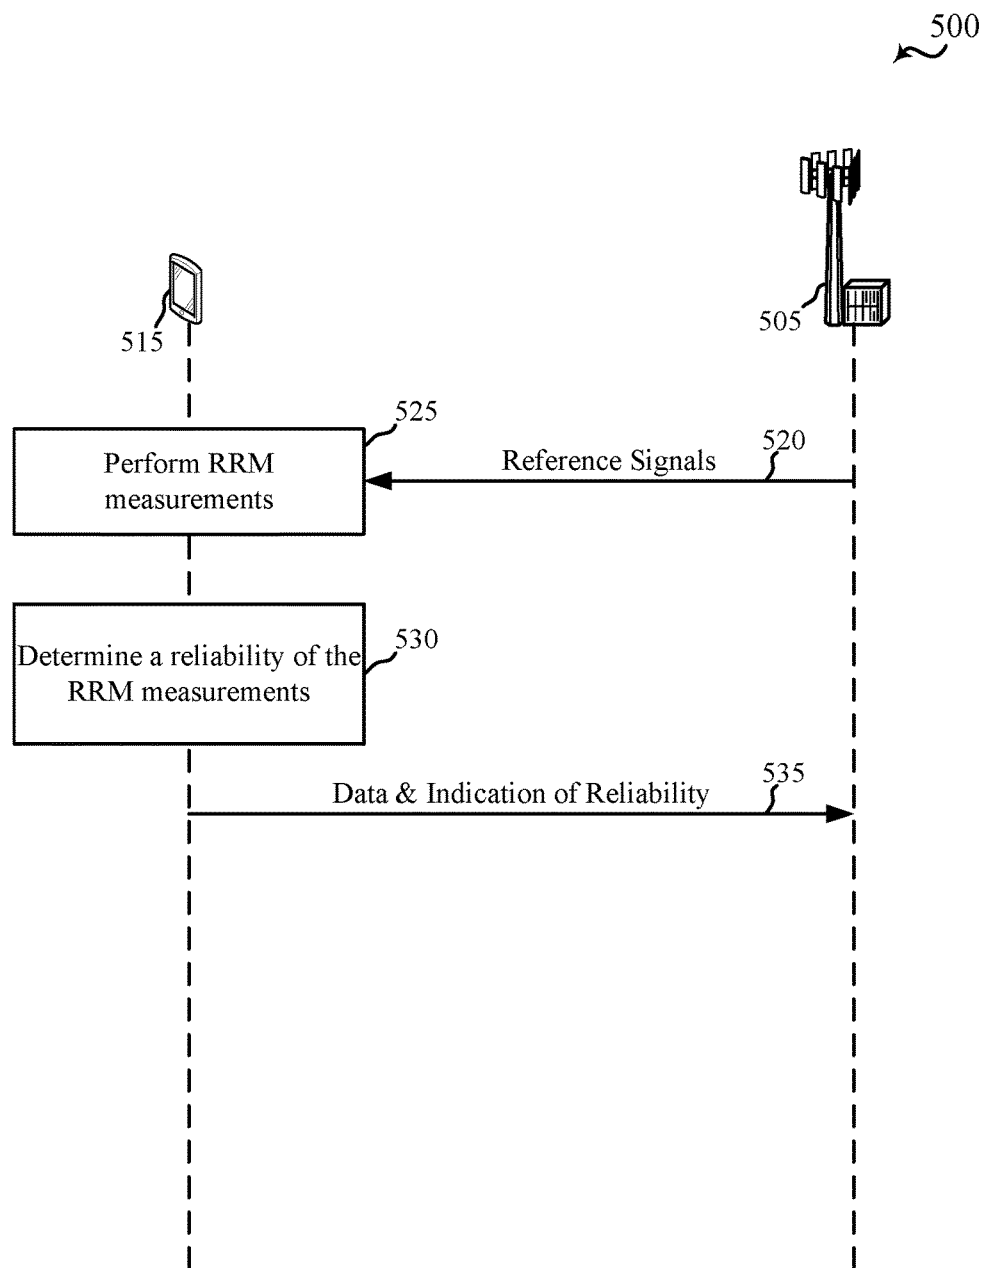 500
515
505
525
Perform RRM
measurements
Reference Signals
520
530
Determine a reliability of the
RRM measurements
Data & Indication of Reliability
535